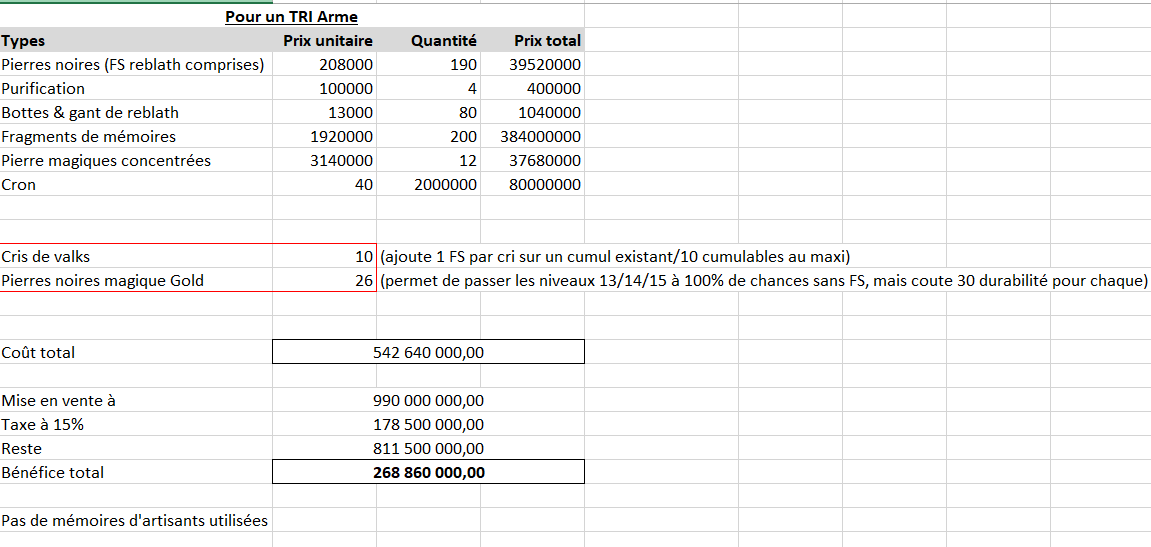 Pour un TRI Arme
Types Prix unitaire Quantité Prix total
Pierres noires (FS reblath comprises) 208000 190 39520000
Purification 100000 4 400000
Bottes & gant de reblath 13000 80 1040000
Fragments de mémoires 1920000 200 384000000
Pierre magiques concentrées 3140000 12 37680000
Cron 40 2000000 80000000
Cris de valks 10 (ajoute 1 FS par cri sur un cumul existant/10 cumulables au maxi)
Pierres noires magique Gold 26 (permet de passer les niveaux 13/14/15 à 100% de chances sans FS, mais coute 30 durabilité pour chaque)
Coût total 542 640 000,00
Mise en vente à 990 000 000,00
Taxe à 15% 178 500 000,00
Reste 811 500 000,00
Bénéfice total 268 860 000,00
Pas de mémoires d'artisants utilisées